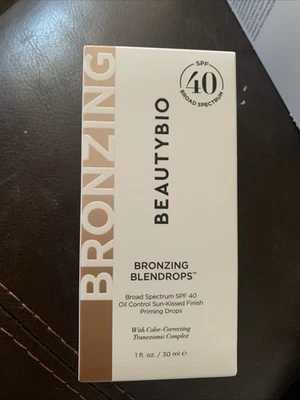 BRONZING
SPF
40
BROAD SPECTRUM
BEAUTYBIO
BRONZING
BLENDROPS™
Broad Spectrum SPF 40
Oil Control Sun-Kissed Finish
Priming Drops
With Color-Correcting
Tranexamic Complex
1 fl. oz. / 30 ml ℮